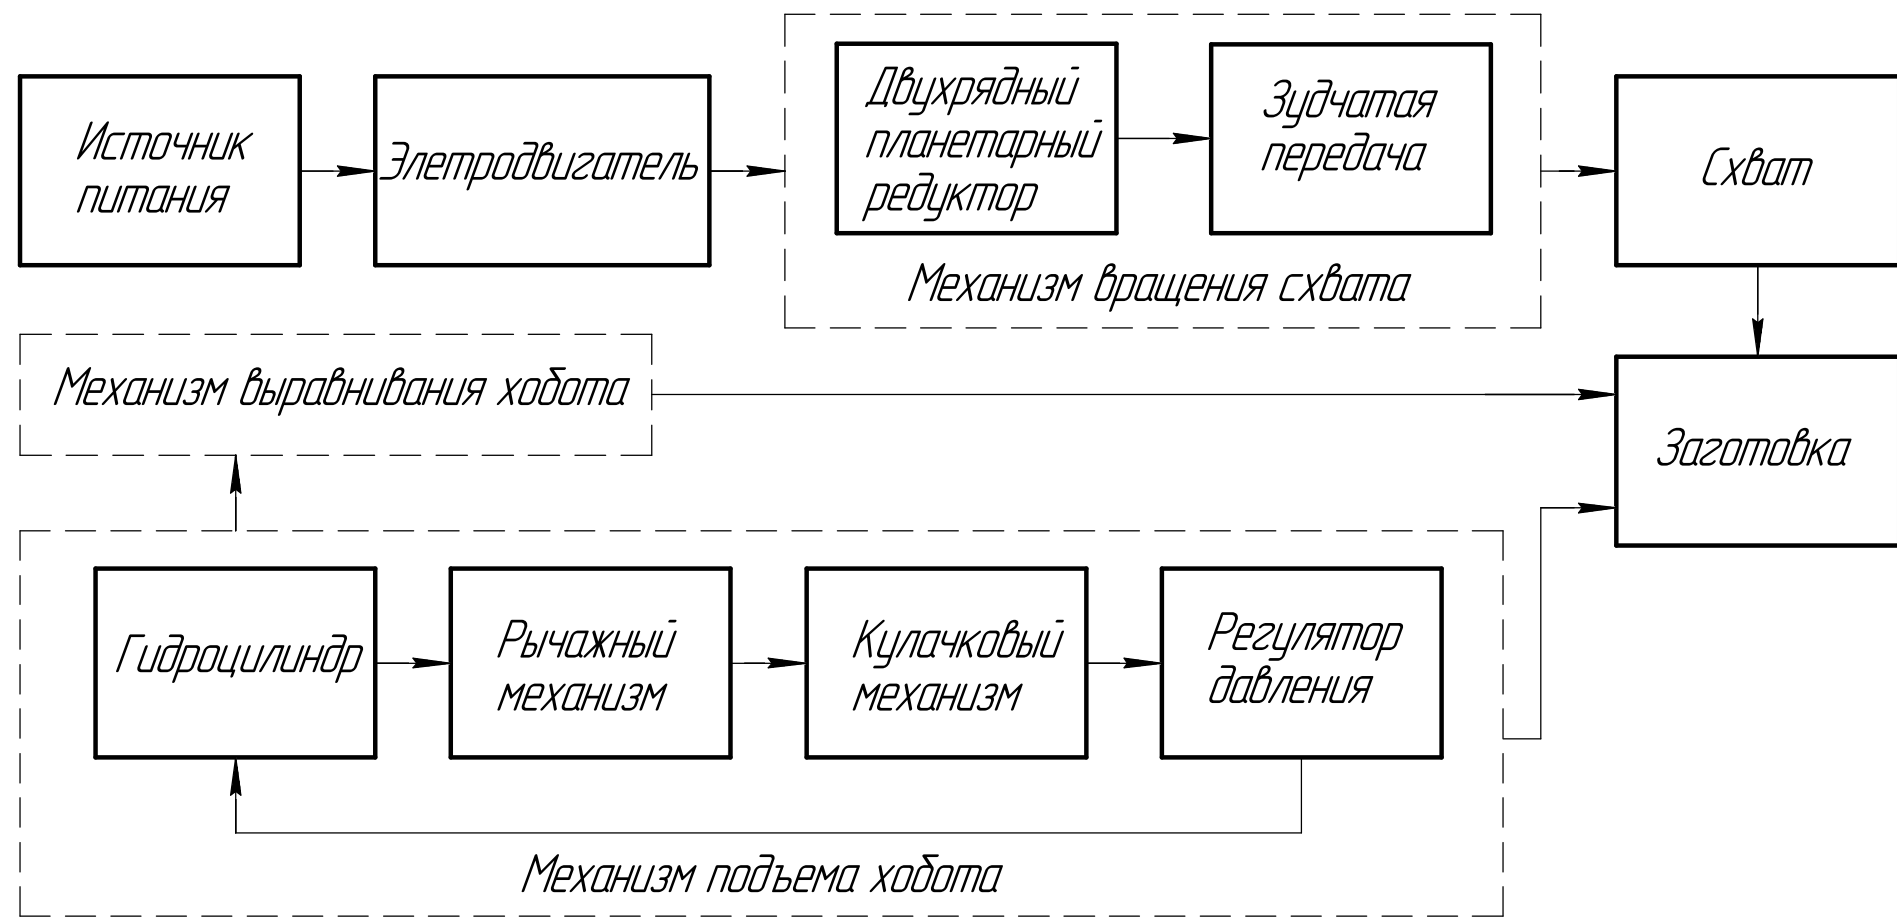 Источник
питания
Элетродвигатель
Двухрядный
планетарный
редуктор
Зудчатая
передача
Механизм вращения схвата
Схват
Механизм выравнивания хобота
Заготовка
Гидроцилиндр
Рычажный
механизм
Кулачковый
механизм
Регулятор
давления
Механизм подъема хобота